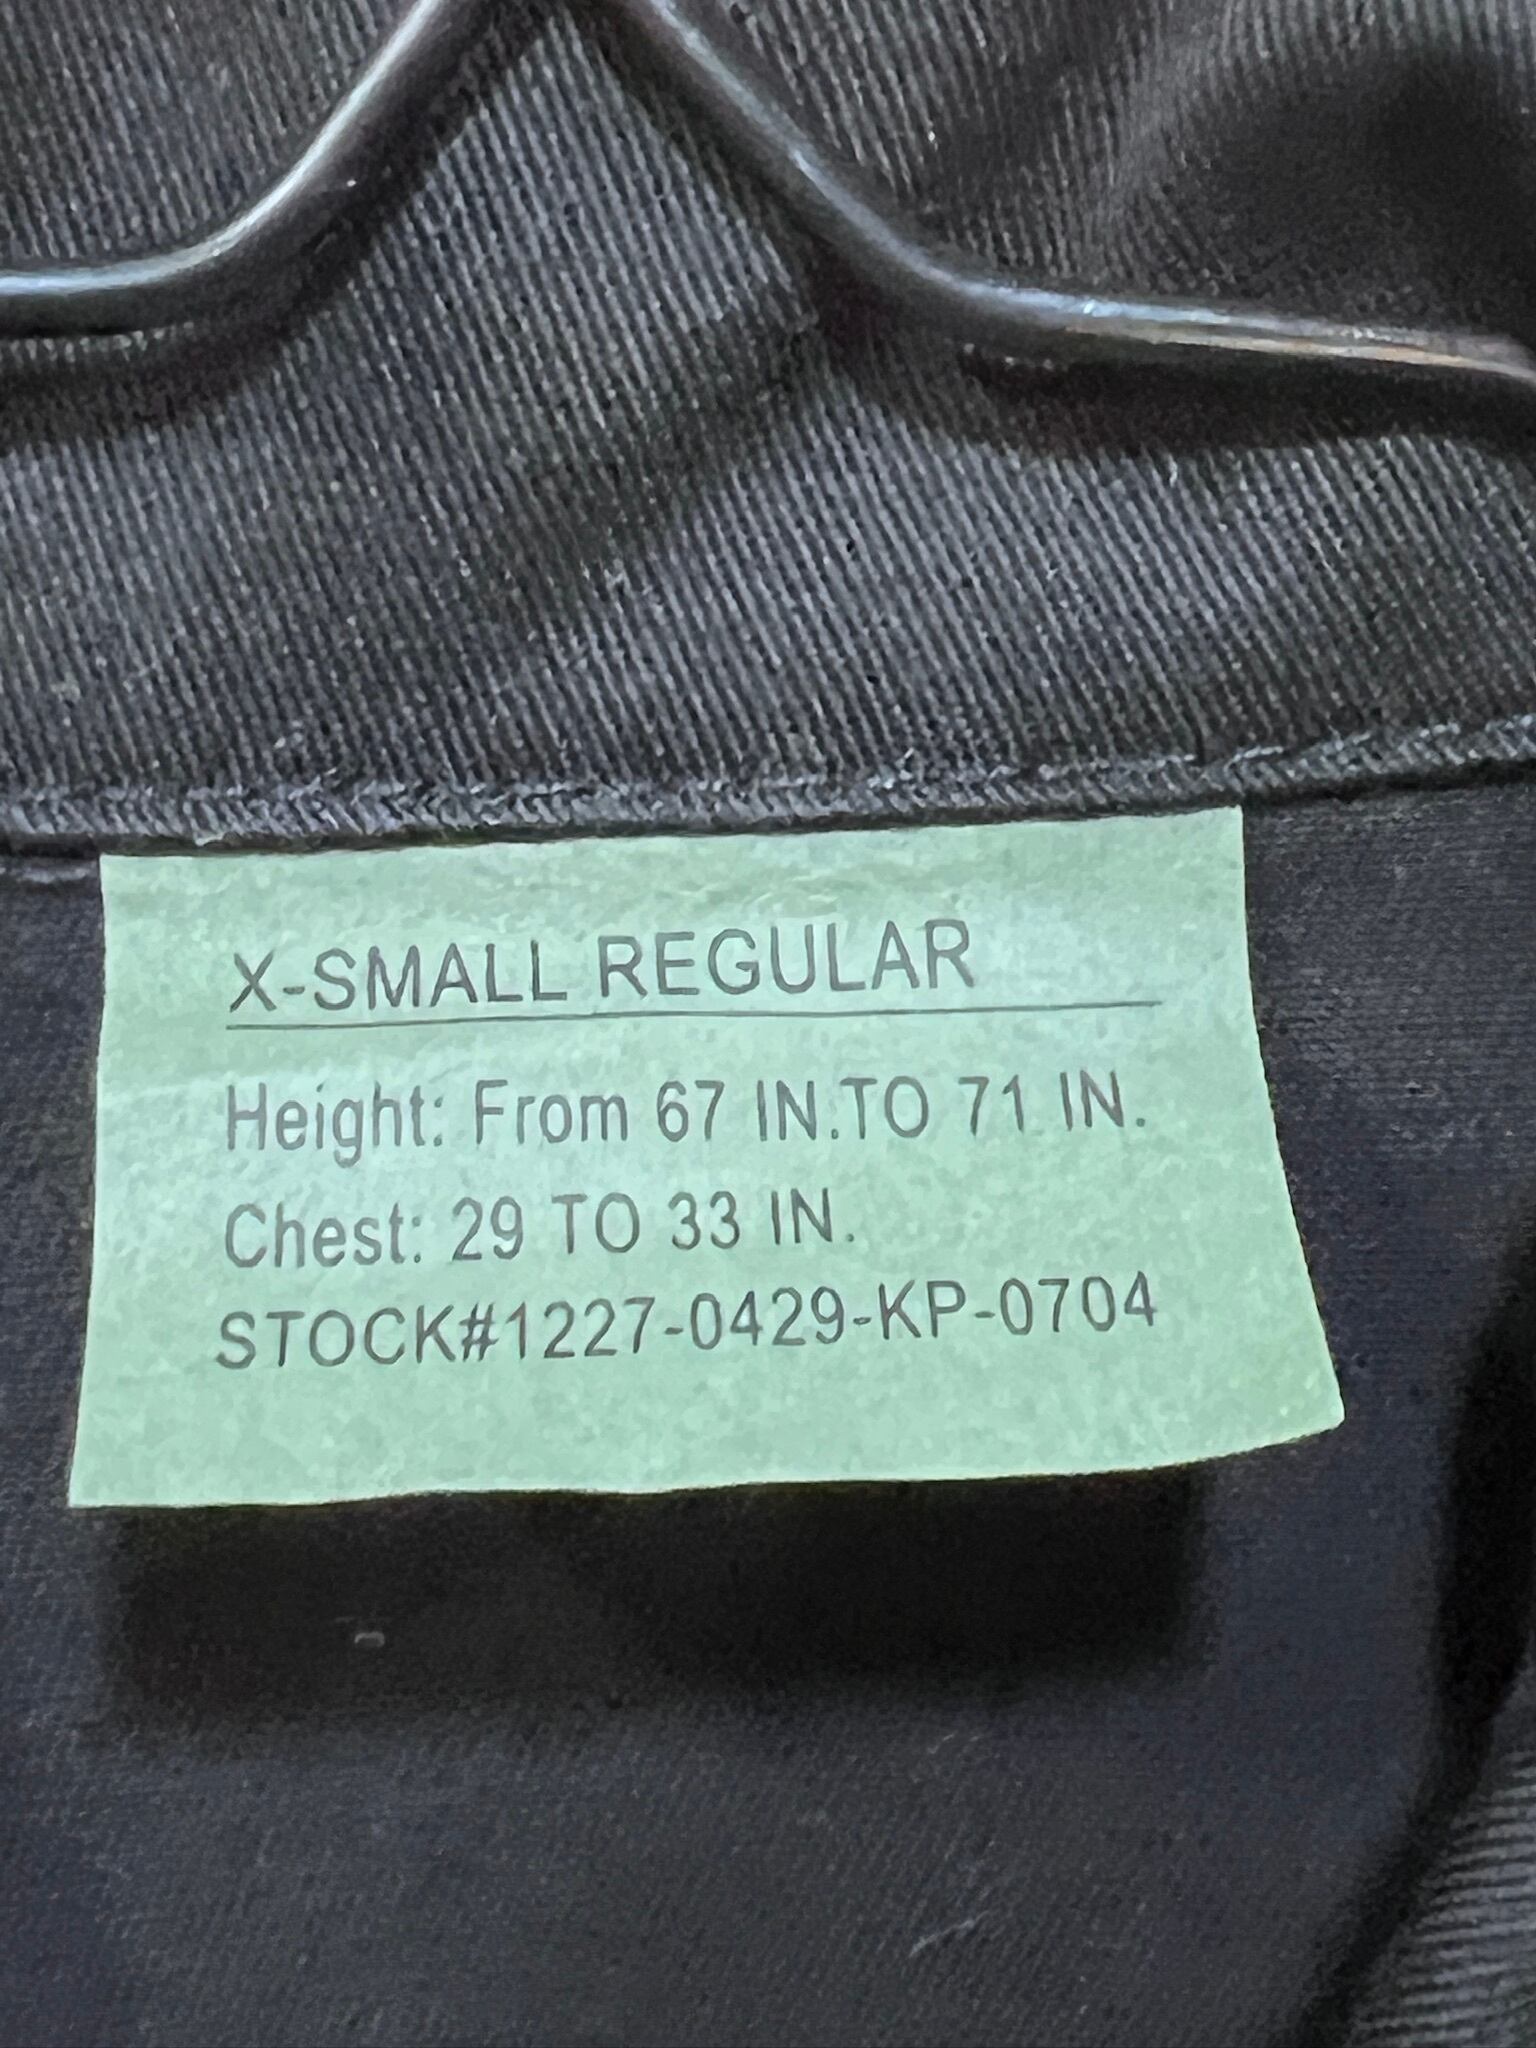 X-SMALL REGULAR
Height: From 67 IN.TO 71 IN.
Chest: 29 TO 33 IN.
STOCK#1227-0429-KP-0704